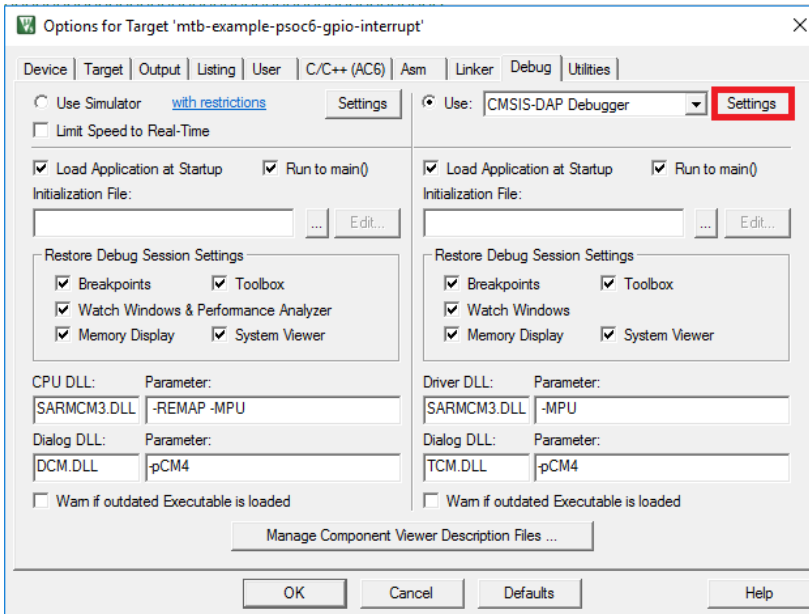 Options for Target 'mtb-example-psoc6-gpio-interrupt'
Device Target Output Listing User C/C++ (AC6) Asm Linker Debug Utilities
Use Simulator with restrictions Settings Use: CMSIS-DAP Debugger Settings
Limit Speed to Real-Time
Load Application at Startup Run to main() Load Application at Startup Run to main()
Initialization File: Initialization File:
... Edit... ... Edit...
Restore Debug Session Settings Restore Debug Session Settings
Breakpoints Toolbox Breakpoints Toolbox
Watch Windows & Performance Analyzer Watch Windows
Memory Display System Viewer Memory Display System Viewer
CPU DLL: Parameter: Driver DLL: Parameter:
SARMCM3.DLL -REMAP -MPU SARMCM3.DLL -MPU
Dialog DLL: Parameter: Dialog DLL: Parameter:
DCM.DLL -pCM4 TCM.DLL -pCM4
Warn if outdated Executable is loaded Warn if outdated Executable is loaded
Manage Component Viewer Description Files ...
OK Cancel Defaults Help